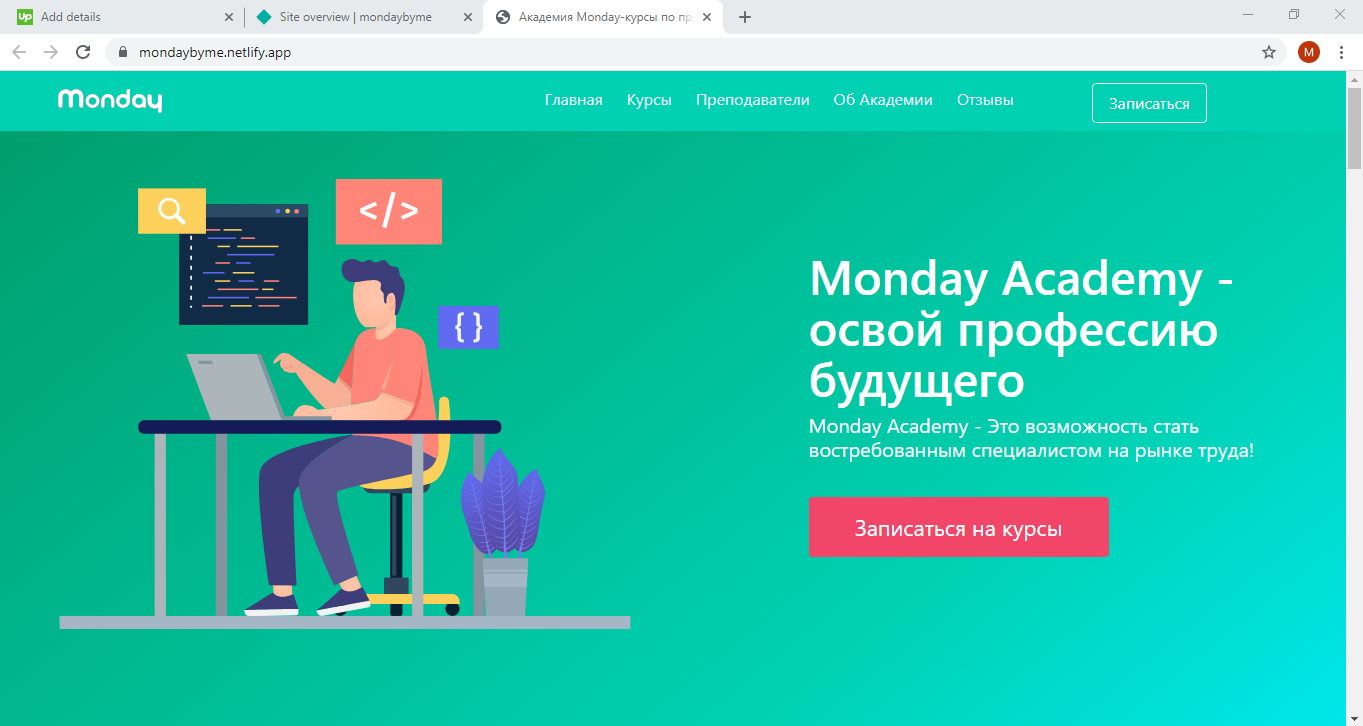 Add details
Site overview | mondaybyme
Академия Monday-курсы по пр
mondaybyme.netlify.app
M
Monday
Главная
Курсы
Преподаватели
Об Академии
Отзывы
Записаться
</>
{ }
Monday Academy -
освой профессию
будущего
Monday Academy - Это возможность стать
востребованным специалистом на рынке труда!
Записаться на курсы